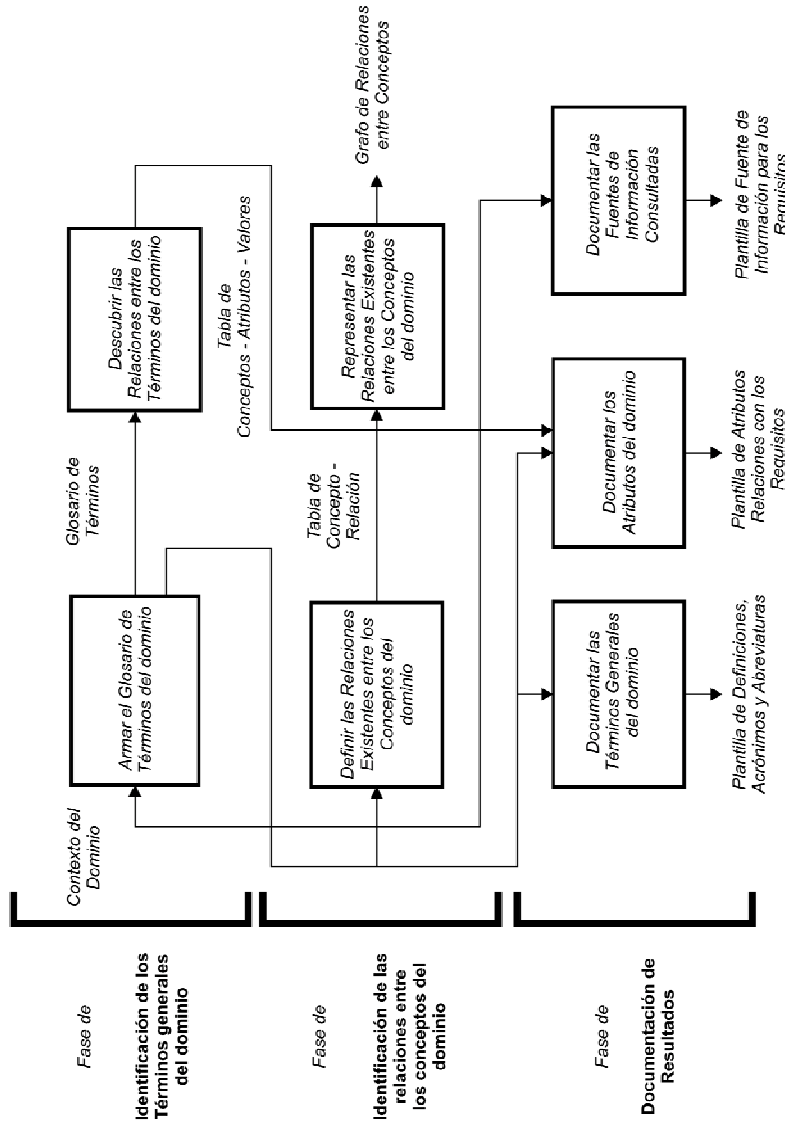 Fase de
Identificación de los
Términos generales
del dominio
Contexto del
Dominio
Armar el Glosario de
Términos del dominio
Glosario de
Términos
Descubrir las
Relaciones entre los
Términos del dominio
Tabla de
Conceptos - Atributos - Valores
Fase de
Identificación de las
relaciones entre
los conceptos del
dominio
Definir las Relaciones
Existentes entre los
Conceptos del
dominio
Tabla de
Concepto -
Relación
Representar las
Relaciones Existentes
entre los Conceptos
del dominio
Grafo de Relaciones
entre Conceptos
Fase de
Documentación de
Resultados
Documentar las
Términos Generales
del dominio
Plantilla de Definiciones,
Acrónimos y Abreviaturas
Documentar los
Atributos del dominio
Plantilla de Atributos
Relaciones con los
Requisitos
Documentar las
Fuentes de
Información
Consultadas
Plantilla de Fuente de
Información para los
Requisitos